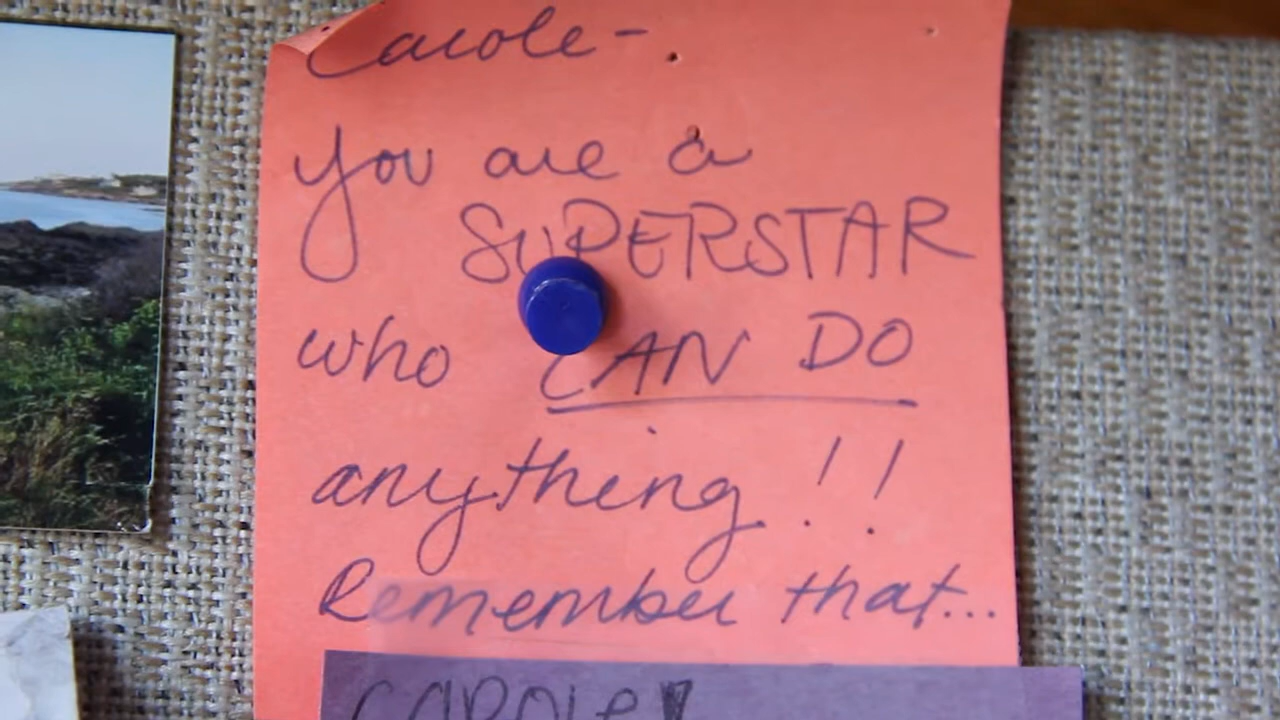 Carole -
you are a
SUPERSTAR
who CAN DO
anything!!
Remember that...
CAROLE!